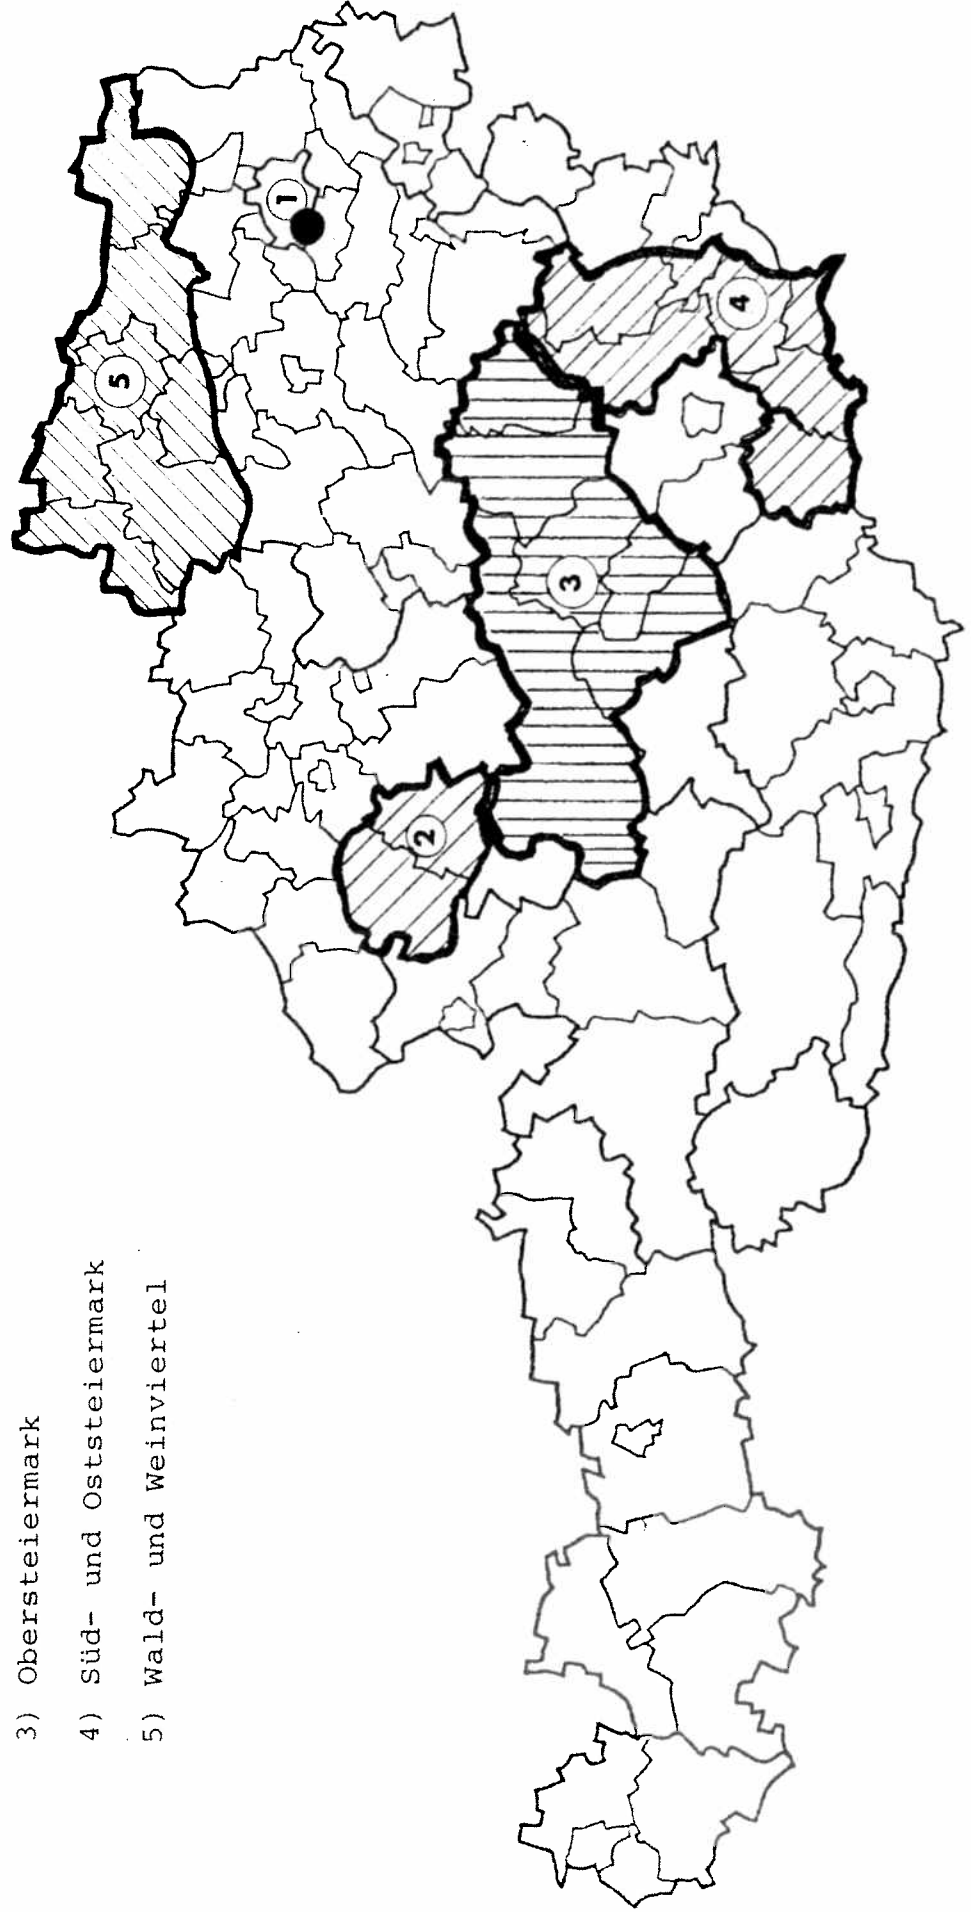 3) Obersteiermark
4) Süd- und Oststeiermark
5) Wald- und Weinviertel
1
2
3
4
5